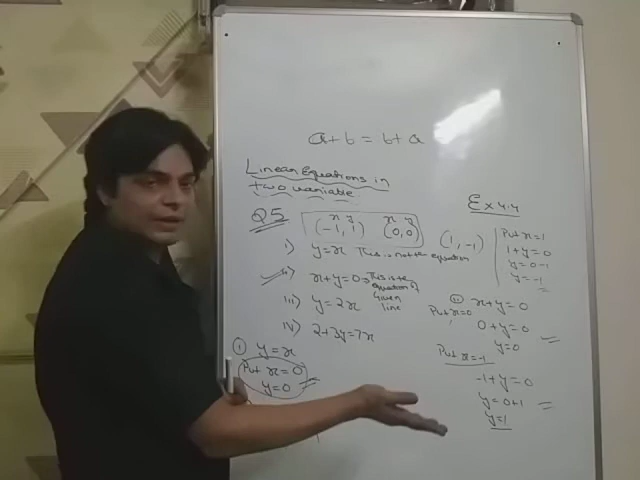 a+b = b+a
Linear Equations in
two variable
Ex 4.4
Q5
x y x y
(-1, 1) (0,0)
(1,-1)
i) y=x This is not the equation
ii) x+y=0 → This is the
equation of
Given
line
iii) y=2x
iv) 2+3y=7x
① y=x
Put x=0
y=0
Put x=1
1+y=0
y=0-1
y=-1
② x+y=0
Put x=0
0+y=0
y=0
Put x=-1
-1+y=0
y=0+1
y=1